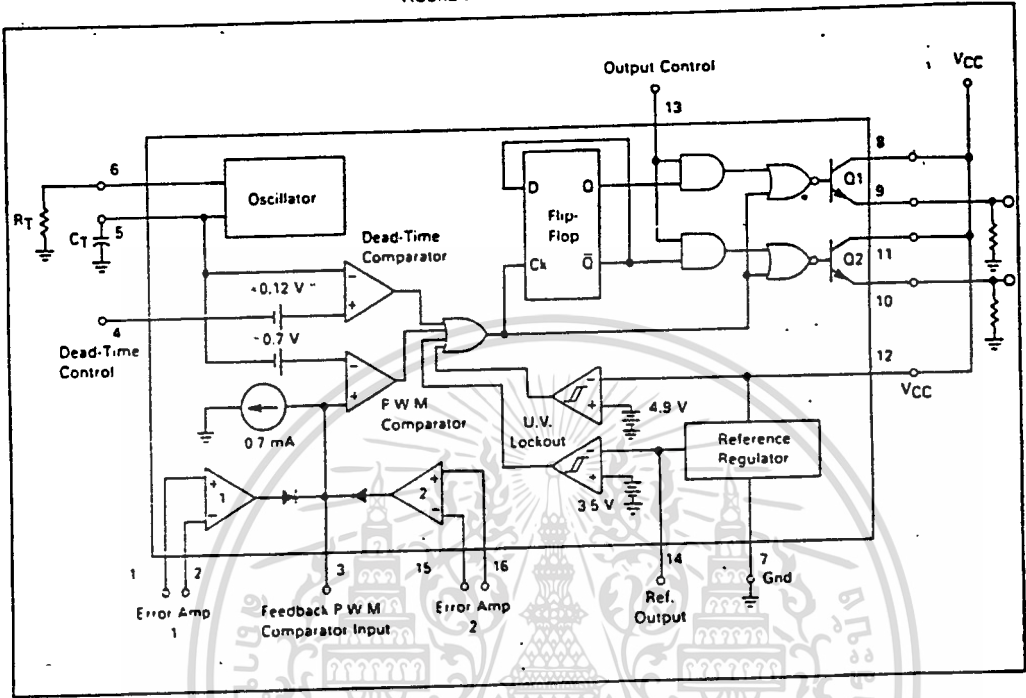 Output Control
VCC
13
6
8
Oscillator
D
Q
Q1
9
RT
5
CT
Flip-
Flop
Dead-Time
Comparator
11
Ck
Q̅
Q2
0.12 V
10
4
0.7 V
Dead-Time
Control
12
VCC
P W M
Comparator
4.9 V
U.V.
Lockout
Reference
Regulator
0 7 mA
+
1
-
+
2
-
3 5 V
1
2
3
15
16
14
7
Gnd
Error Amp
1
Feedback P W M
Comparator Input
Error Amp
2
Ref.
Output